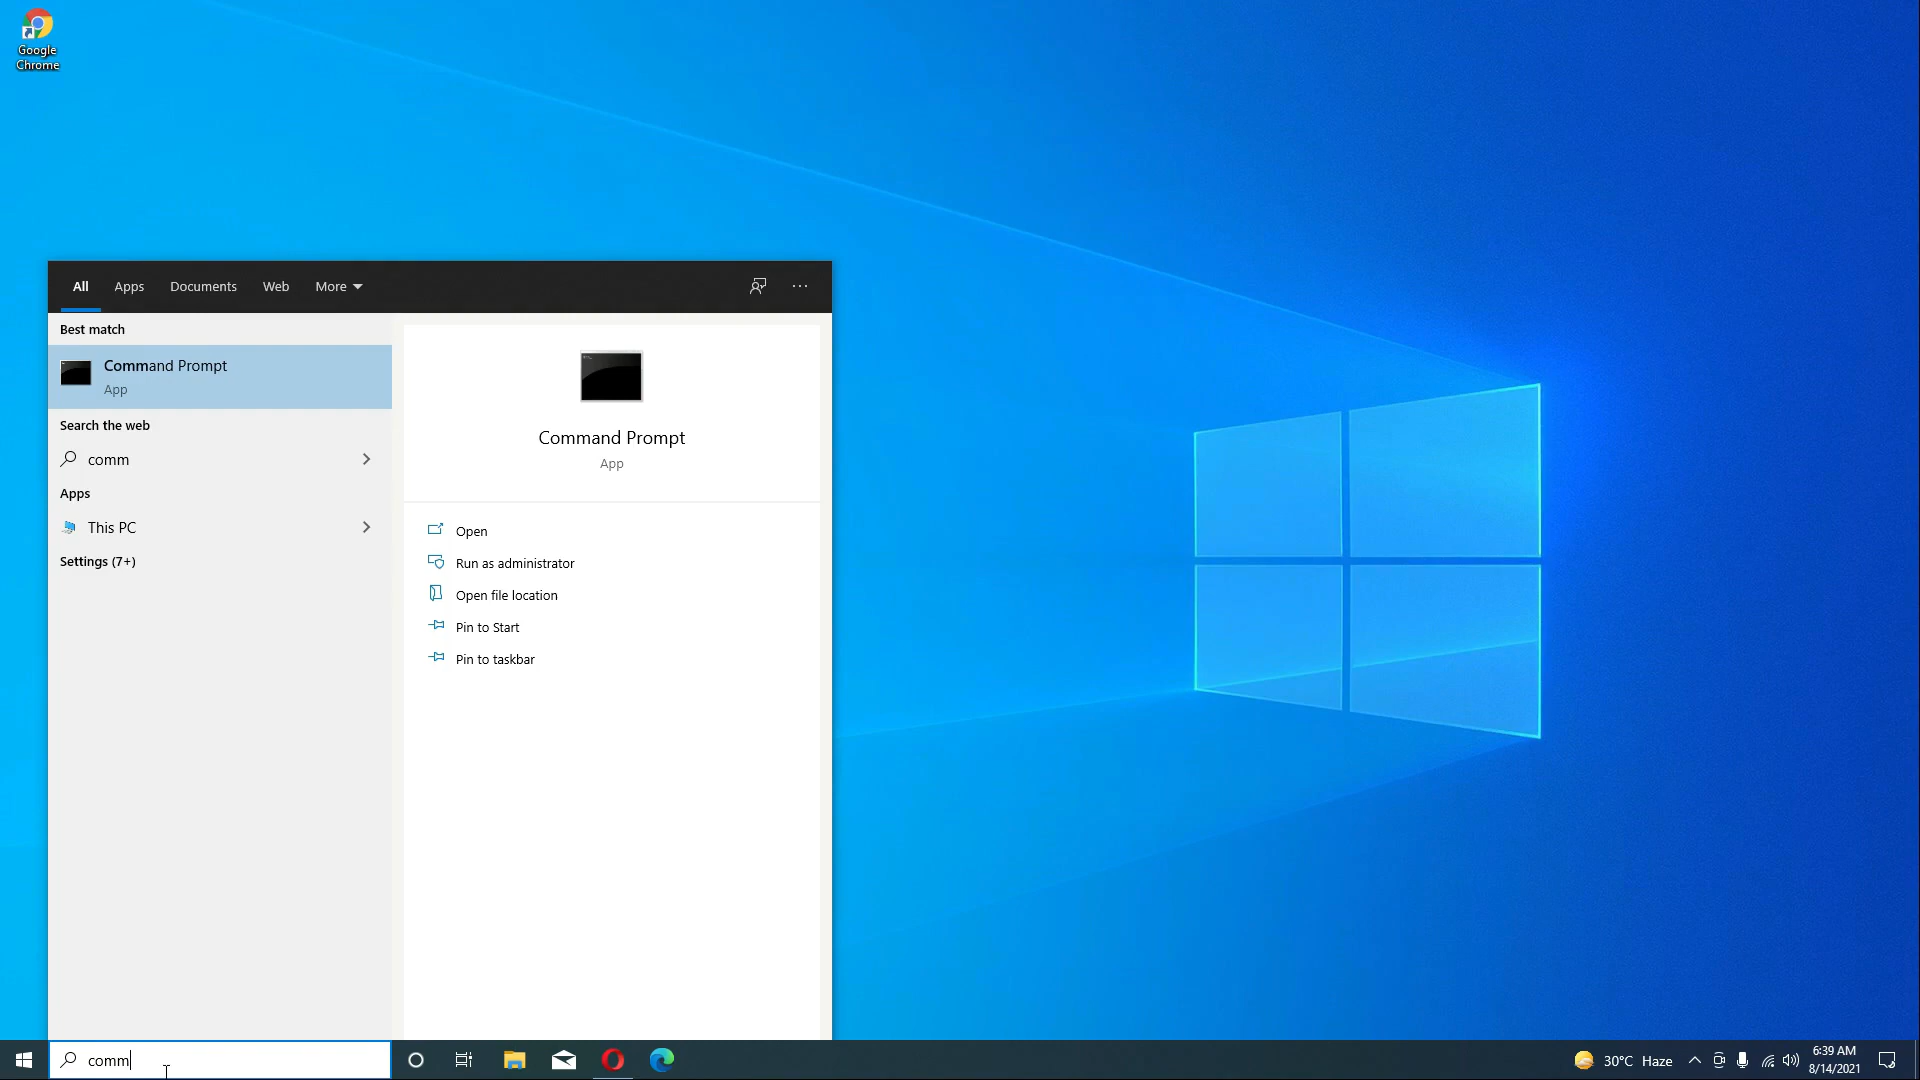 Google
Chrome
All Apps Documents Web More
Best match
Command Prompt
App
Search the web
comm
Apps
This PC
Settings (7+)
Command Prompt
App
Open
Run as administrator
Open file location
Pin to Start
Pin to taskbar
comm
30°C Haze
6:39 AM
8/14/2021